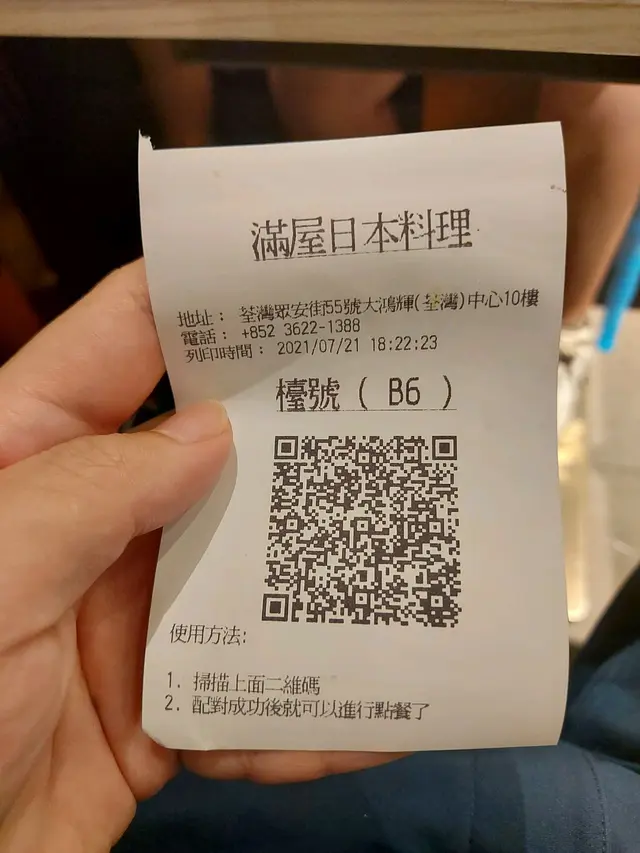 滿屋日本料理
地址: 荃灣眾安街55號大鴻輝(荃灣)中心10樓
電話: +852 3622-1388
列印時間: 2021/07/21 18:22:23
檯號 ( B6 )
使用方法:
1. 掃描上面二維碼
2. 配對成功後就可以進行點餐了